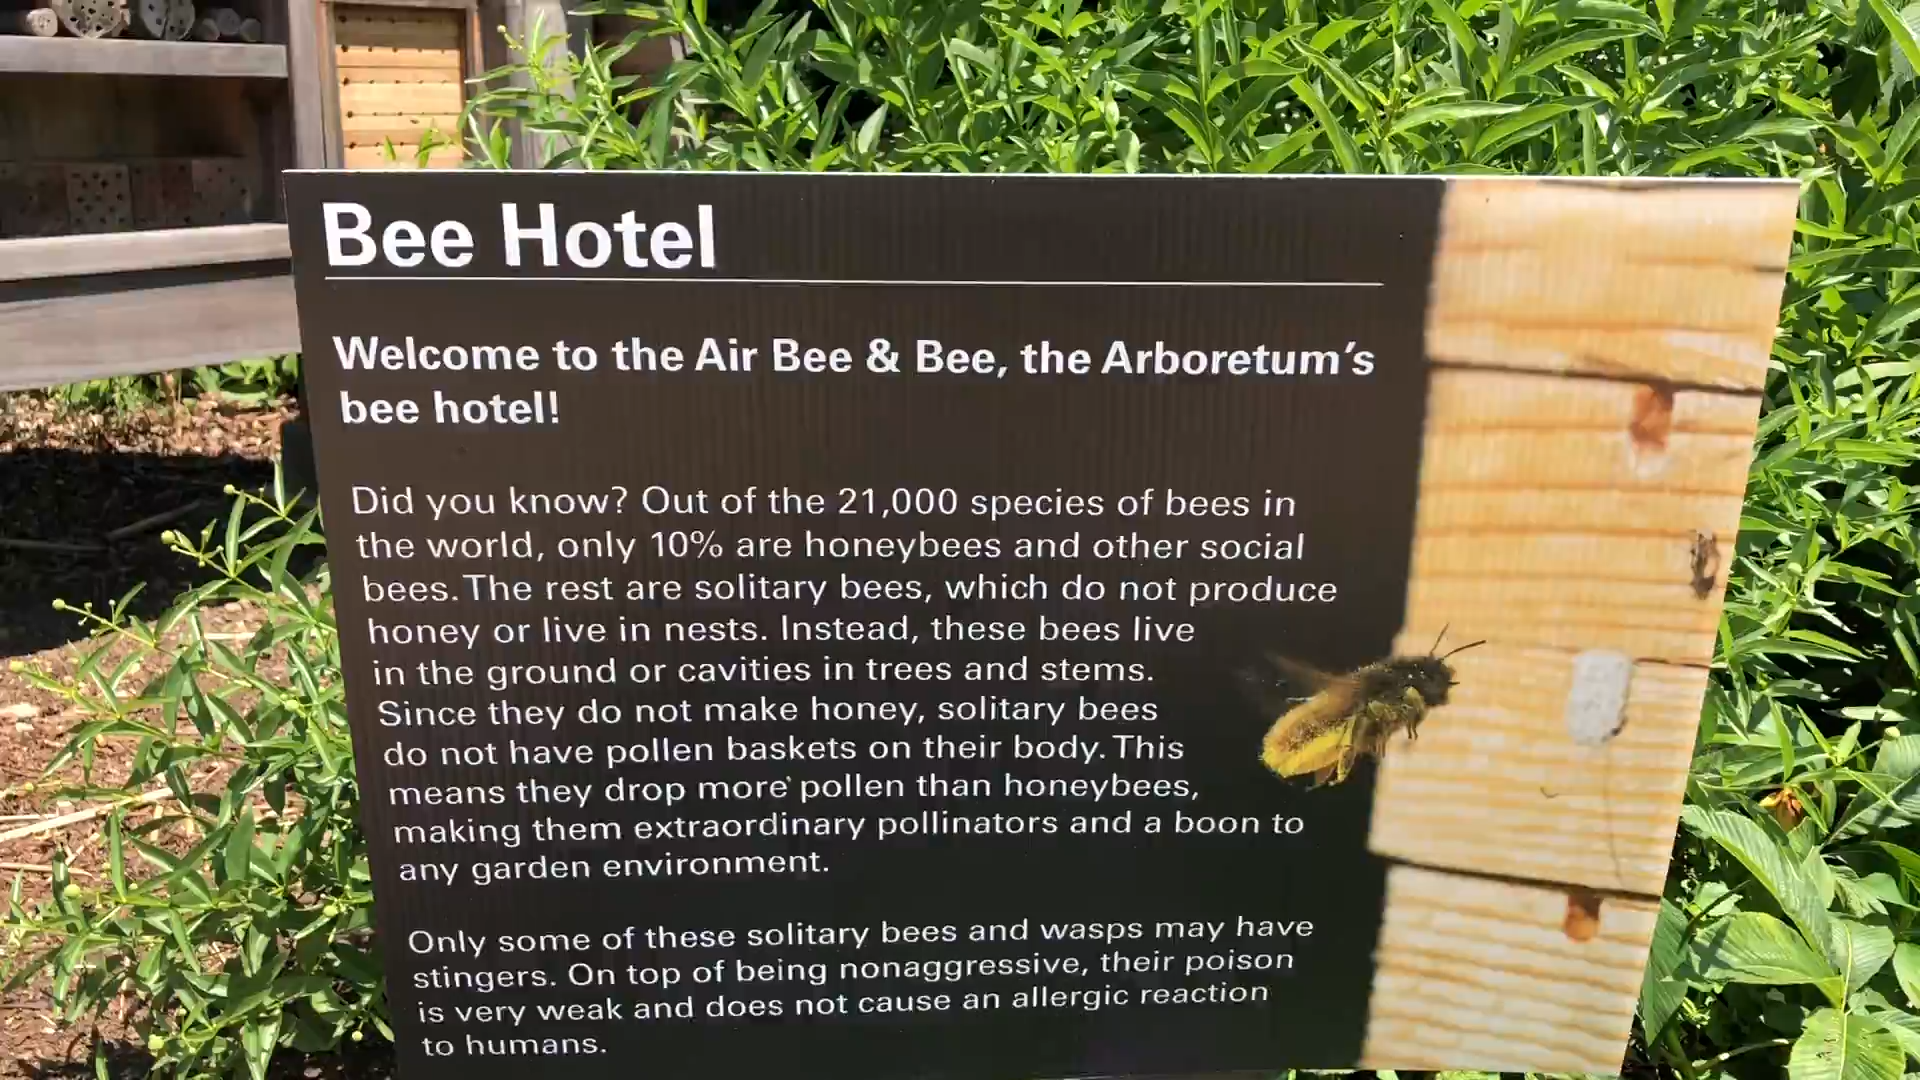 Bee Hotel
Welcome to the Air Bee & Bee, the Arboretum's
bee hotel!
Did you know? Out of the 21,000 species of bees in
the world, only 10% are honeybees and other social
bees. The rest are solitary bees, which do not produce
honey or live in nests. Instead, these bees live
in the ground or cavities in trees and stems.
Since they do not make honey, solitary bees
do not have pollen baskets on their body. This
means they drop more pollen than honeybees,
making them extraordinary pollinators and a boon to
any garden environment.
Only some of these solitary bees and wasps may have
stingers. On top of being nonaggressive, their poison
is very weak and does not cause an allergic reaction
to humans.